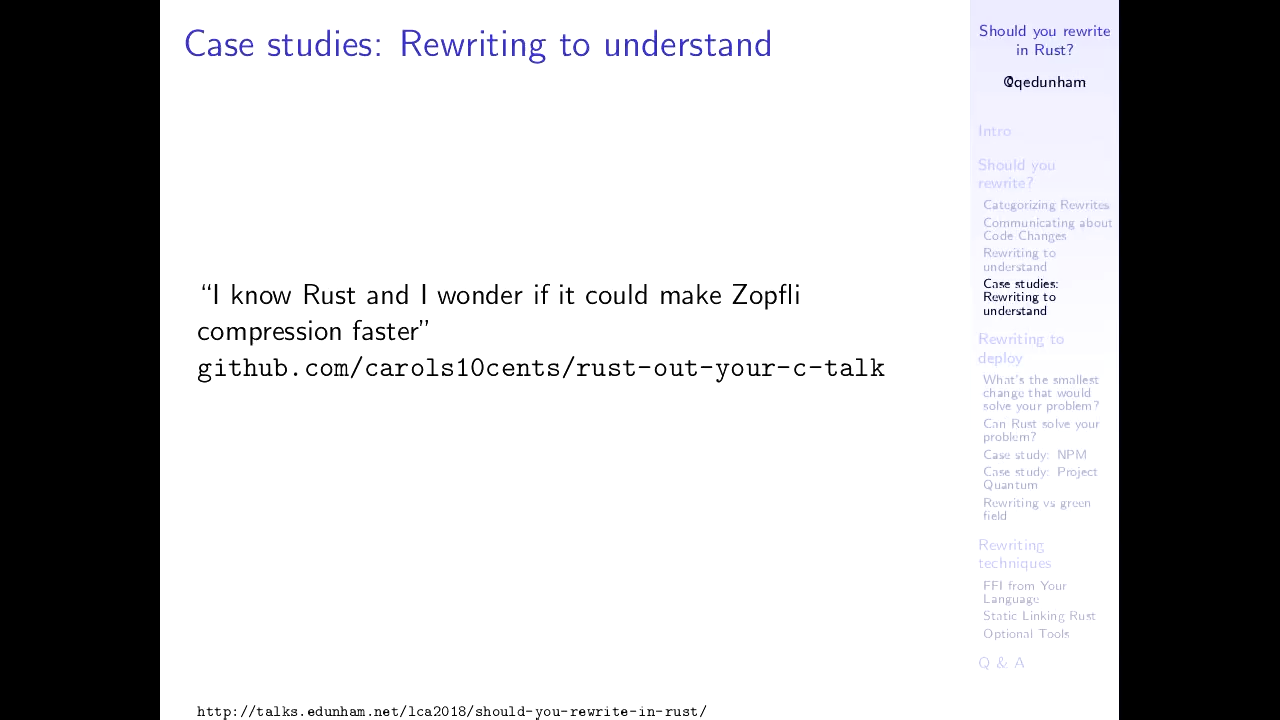 Case studies: Rewriting to understand
“I know Rust and I wonder if it could make Zopfli
compression faster”
github.com/carols10cents/rust-out-your-c-talk
http://talks.edunham.net/lca2018/should-you-rewrite-in-rust/
Should you rewrite
in Rust?
@qedunham
Intro
Should you
rewrite?
Categorizing Rewrites
Communicating about
Code Changes
Rewriting to
understand
Case studies:
Rewriting to
understand
Rewriting to
deploy
What's the smallest
change that would
solve your problem?
Can Rust solve your
problem?
Case study: NPM
Case study: Project
Quantum
Rewriting vs green
field
Rewriting
techniques
FFI from Your
Language
Static Linking Rust
Optional Tools
Q & A